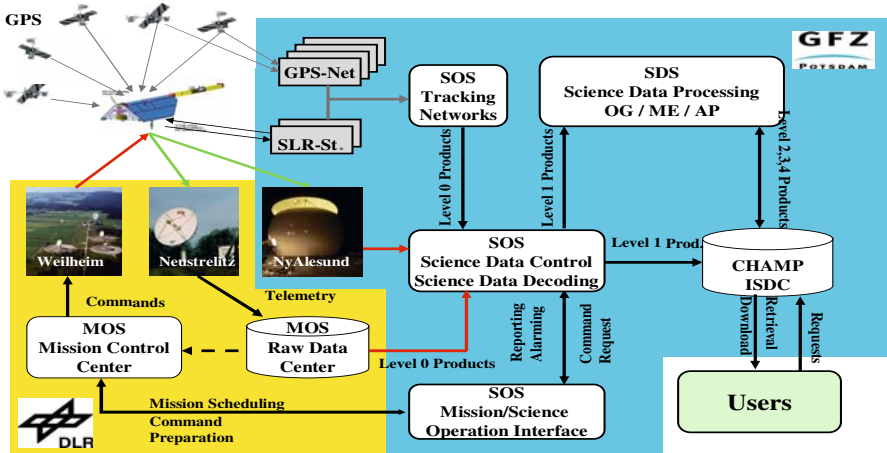 GPS
GFZ
POTSDAM
GPS-Net
SLR-St.
SOS
Tracking
Networks
SDS
Science Data Processing
OG / ME / AP
Level 0 Products
Level 1 Products
Level 2,3,4 Products
Weilheim
Neustrelitz
NyAlesund
SOS
Science Data Control
Science Data Decoding
Level 1 Prod.
CHAMP
ISDC
Commands
Telemetry
MOS
Mission Control
Center
MOS
Raw Data
Center
Level 0 Products
Reporting
Alarming
Command
Request
Download
Retrieval
Requests
Mission Scheduling
Command
Preparation
SOS
Mission/Science
Operation Interface
Users
DLR